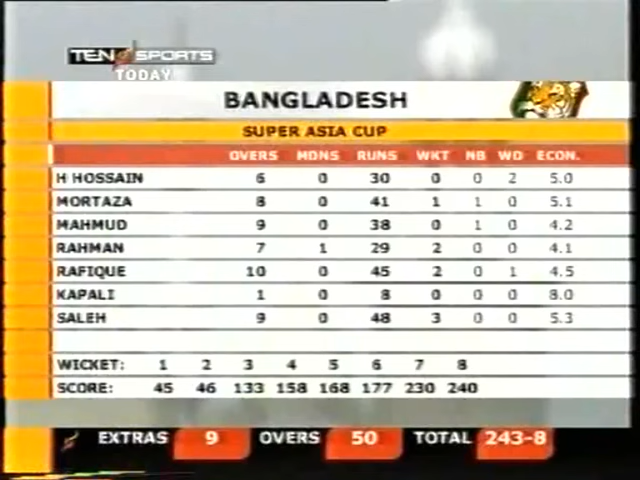 TEN SPORTS
TODAY
BANGLADESH
SUPER ASIA CUP
OVERS MDNS RUNS WKT NB WD ECON.
H HOSSAIN 6 0 30 0 0 2 5.0
MORTAZA 8 0 41 1 1 0 5.1
MAHMUD 9 0 38 0 1 0 4.2
RAHMAN 7 1 29 2 0 0 4.1
RAFIQUE 10 0 45 2 0 1 4.5
KAPALI 1 0 8 0 0 0 8.0
SALEH 9 0 48 3 0 0 5.3
WICKET: 1 2 3 4 5 6 7 8
SCORE: 45 46 133 158 168 177 230 240
EXTRAS 9 OVERS 50 TOTAL 243-8